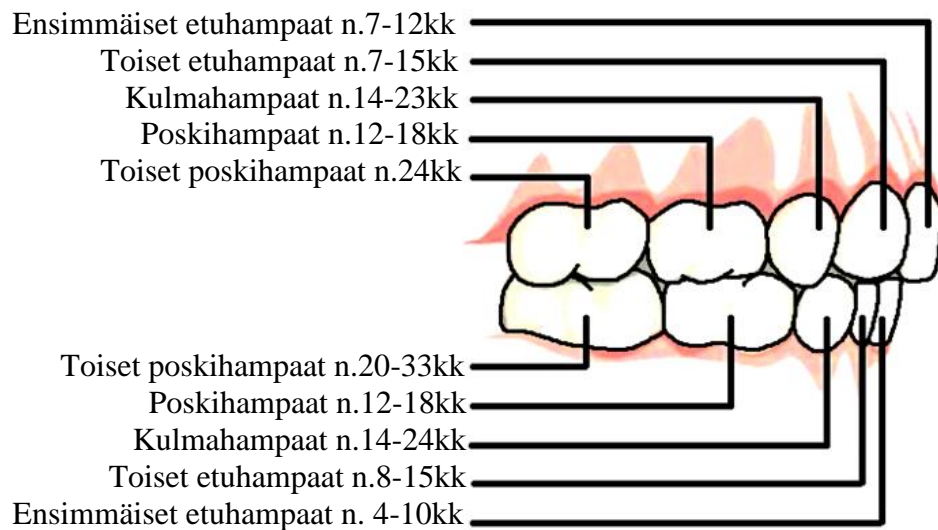 Ensimmäiset etuhampaat n.7-12kk
Toiset etuhampaat n.7-15kk
Kulmahampaat n.14-23kk
Poskihampaat n.12-18kk
Toiset poskihampaat n.24kk
Toiset poskihampaat n.20-33kk
Poskihampaat n.12-18kk
Kulmahampaat n.14-24kk
Toiset etuhampaat n.8-15kk
Ensimmäiset etuhampaat n. 4-10kk